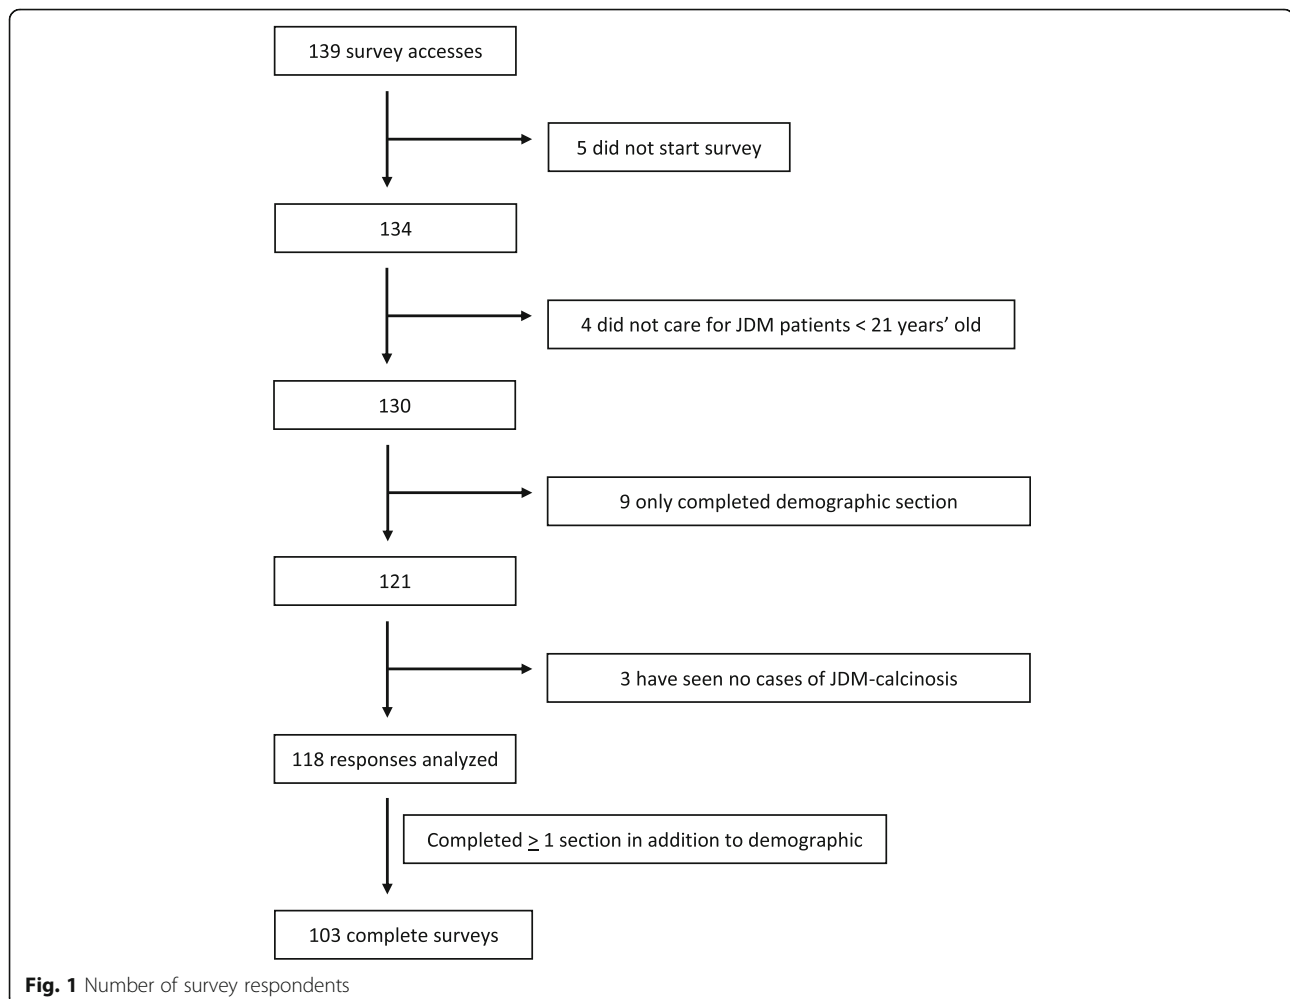 139 survey accesses
5 did not start survey
134
4 did not care for JDM patients < 21 years’ old
130
9 only completed demographic section
121
3 have seen no cases of JDM-calcinosis
118 responses analyzed
Completed ≥ 1 section in addition to demographic
103 complete surveys
Fig. 1 Number of survey respondents